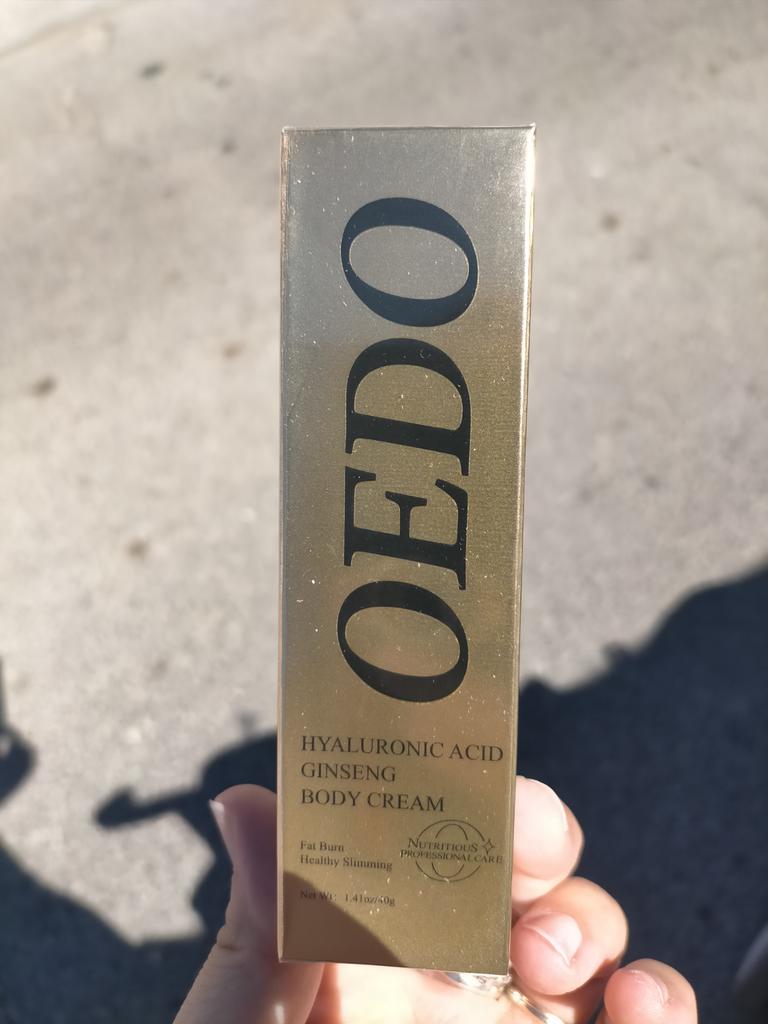 OEDO
HYALURONIC ACID
GINSENG
BODY CREAM
Fat Burn
Healthy Slimming
NUTRITIOUS
PROFESSIONAL CARE
Net Wt: 1.41oz/40g